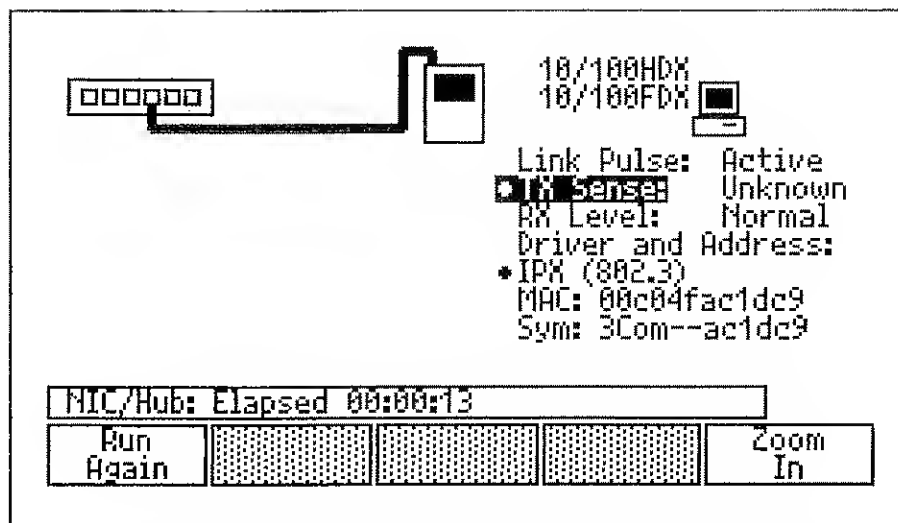 10/100HDX
10/100FDX
Link Pulse: Active
TX Sense: Unknown
RX Level: Normal
Driver and Address:
IPX (802.3)
MAC: 00c04fac1dc9
Sym: 3Com--ac1dc9
NIC/Hub: Elapsed 00:00:13
Run Again
Zoom In